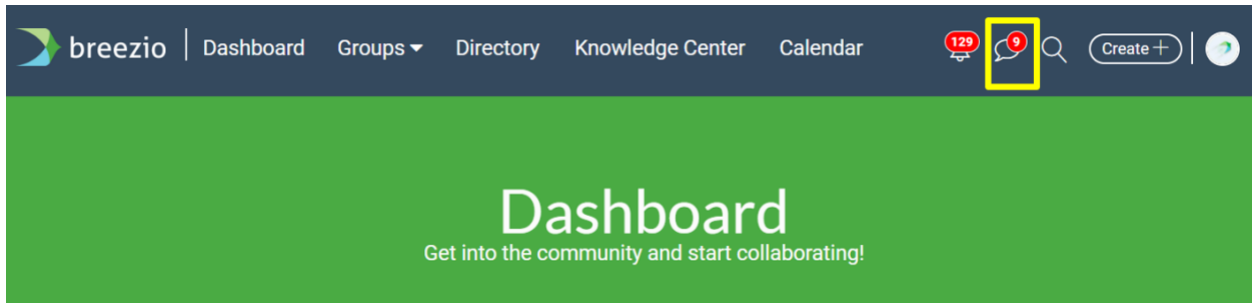 breezio Dashboard Groups Directory Knowledge Center Calendar 129 9 Create +
Dashboard
Get into the community and start collaborating!